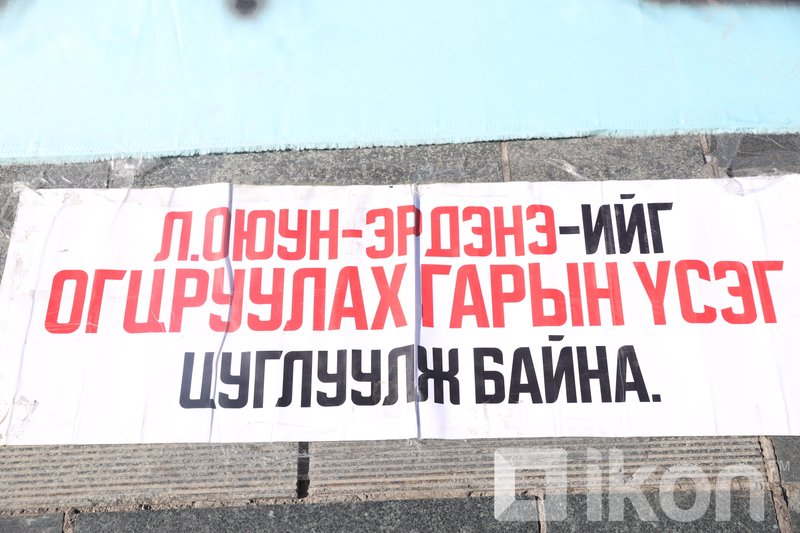 Л.ОЮУН-ЭРДЭНЭ-ИЙГ
ОГЦРУУЛАХ ГАРЫН ҮСЭГ
ЦУГЛУУЛЖ БАЙНА.
ikon